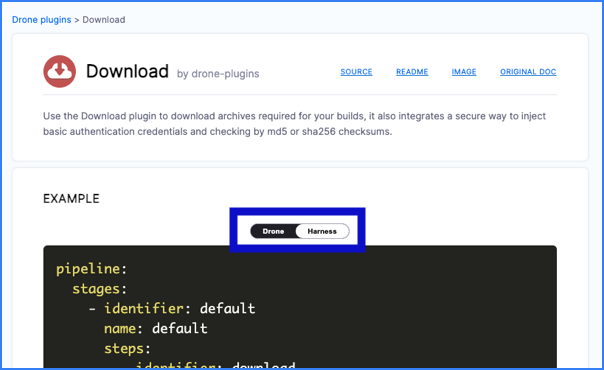 Drone plugins > Download
Download by drone-plugins
SOURCE README IMAGE ORIGINAL DOC
Use the Download plugin to download archives required for your builds, it also integrates a secure way to inject
basic authentication credentials and checking by md5 or sha256 checksums.
EXAMPLE
Drone Harness
pipeline:
  stages:
    - identifier: default
      name: default
      steps:
        identifier: download